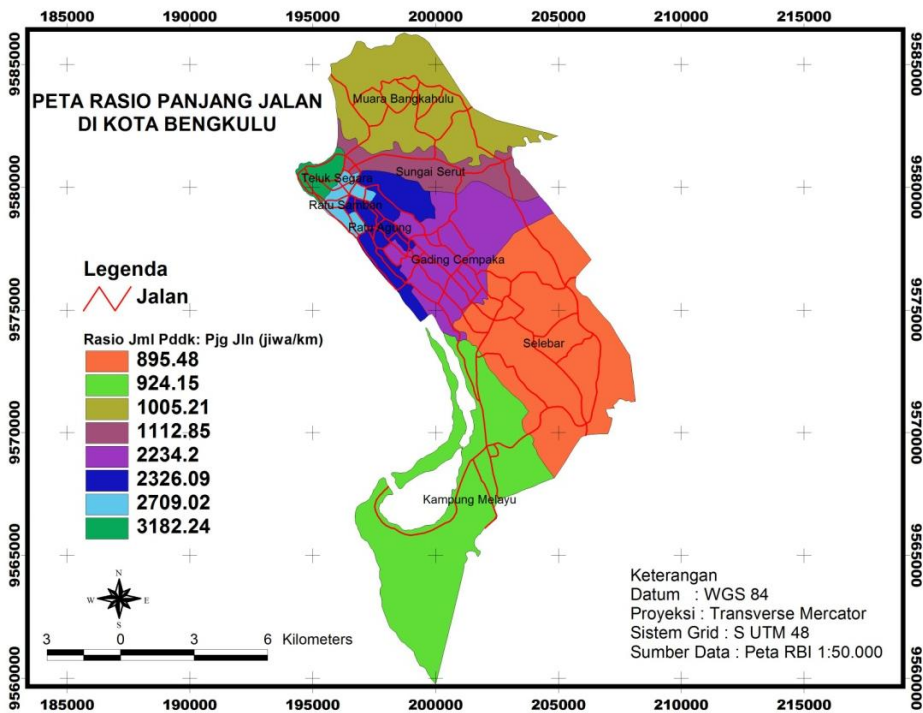 185000 190000 195000 200000 205000 210000 215000
9585000 9585000
PETA RASIO PANJANG JALAN
DI KOTA BENGKULU
Muara Bangkahulu
9580000 9580000
Sungai Serut
Teluk Segara
Ratu Samban
Ratu Agung
Gading Cempaka
Legenda
Jalan
9575000 9575000
Rasio Jml Pddk: Pjg Jln (jiwa/km)
895.48
924.15
1005.21
1112.85
2234.2
2326.09
2709.02
3182.24
Selebar
9570000 9570000
Kampung Melayu
9565000 9565000
N
W E
S
3 0 3 6 Kilometers
Keterangan
Datum : WGS 84
Proyeksi : Transverse Mercator
Sistem Grid : S UTM 48
Sumber Data : Peta RBI 1:50.000
9560000 9560000
185000 190000 195000 200000 205000 210000 215000